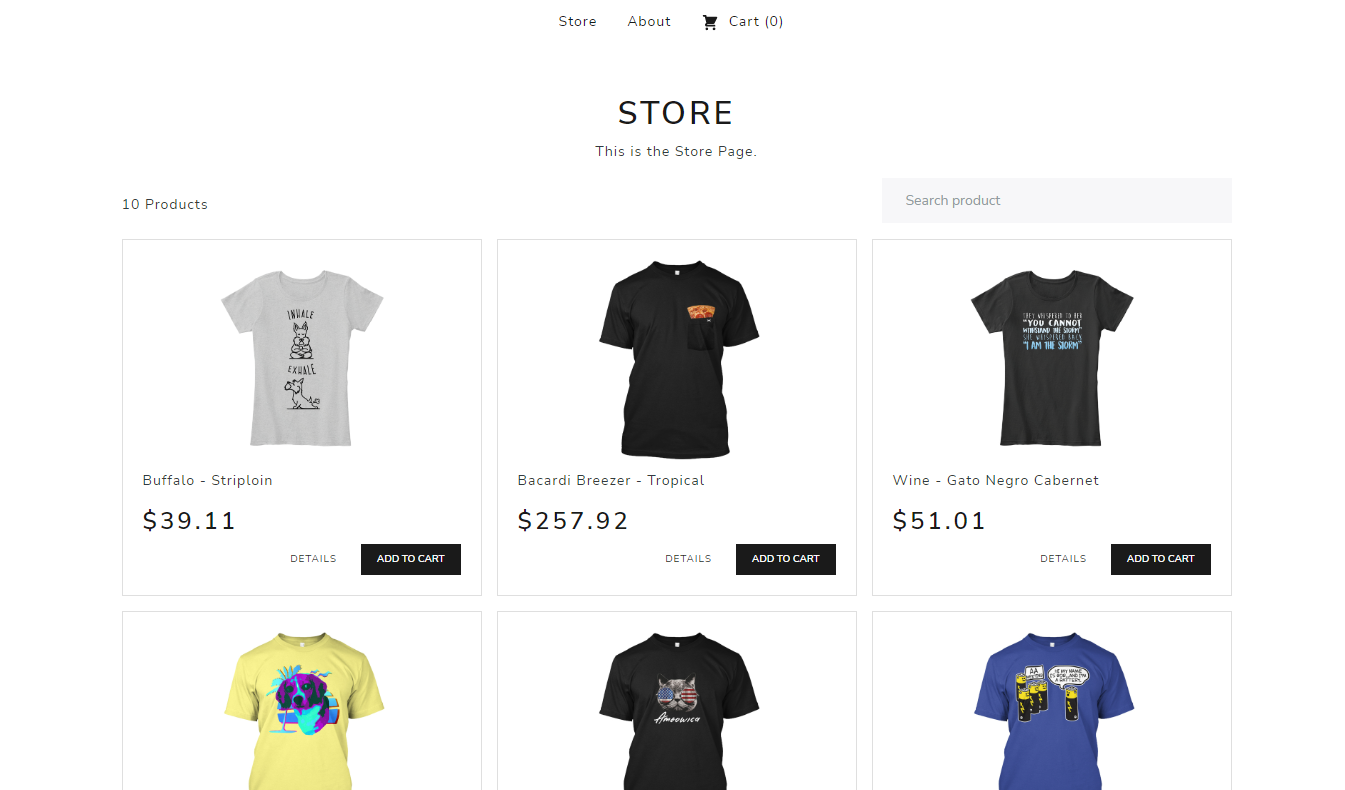 Store About Cart (0)
STORE
This is the Store Page.
10 Products
Search product
INHALE
EXHALE
THEY WHISPERED TO HER
"YOU CANNOT
WITHSTAND THE STORM"
SHE WHISPERED BACK
"I AM THE STORM"
Buffalo - Striploin
$39.11
DETAILS ADD TO CART
Bacardi Breezer - Tropical
$257.92
DETAILS ADD TO CART
Wine - Gato Negro Cabernet
$51.01
DETAILS ADD TO CART
Ameowica
AA
MY NAME
IS ROB, AND I'M
A BATTERY.